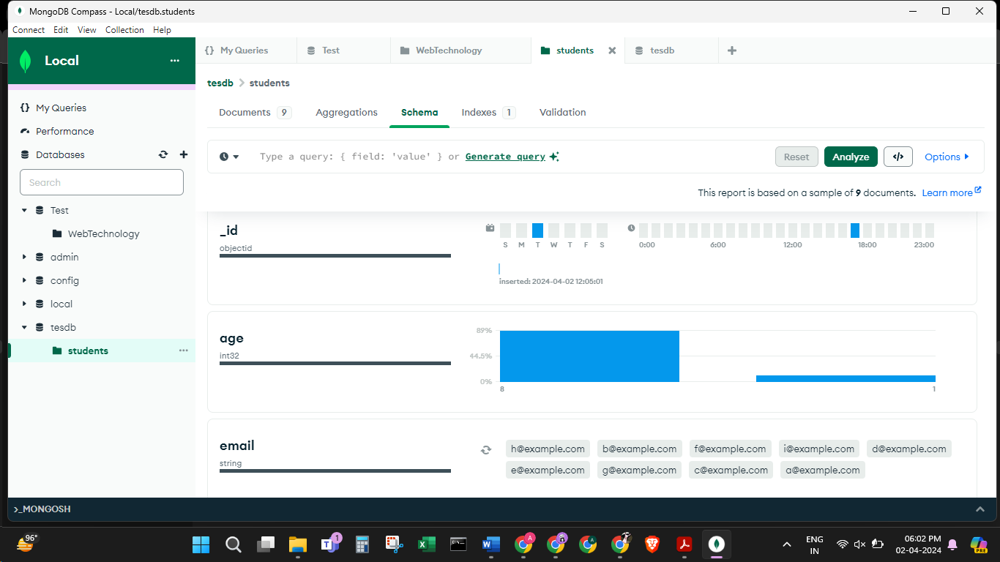 MongoDB Compass - Local/tesdb.students
Connect Edit View Collection Help
Local
My Queries
Performance
Databases
Search
Test
WebTechnology
admin
config
local
tesdb
students
{} My Queries Test WebTechnology students tesdb
tesdb > students
Documents 9 Aggregations Schema Indexes 1 Validation
Type a query: { field: 'value' } or Generate query
Reset Analyze </> Options
This report is based on a sample of 9 documents. Learn more
_id
objectid
S M T W T F S
0:00 6:00 12:00 18:00 23:00
inserted: 2024-04-02 12:05:01
age
int32
89%
44.5%
0%
8 1
email
string
h@example.com b@example.com f@example.com i@example.com d@example.com
e@example.com g@example.com c@example.com a@example.com
>_MONGOSH
96°
1
ENG
IN
06:02 PM
02-04-2024
PRE